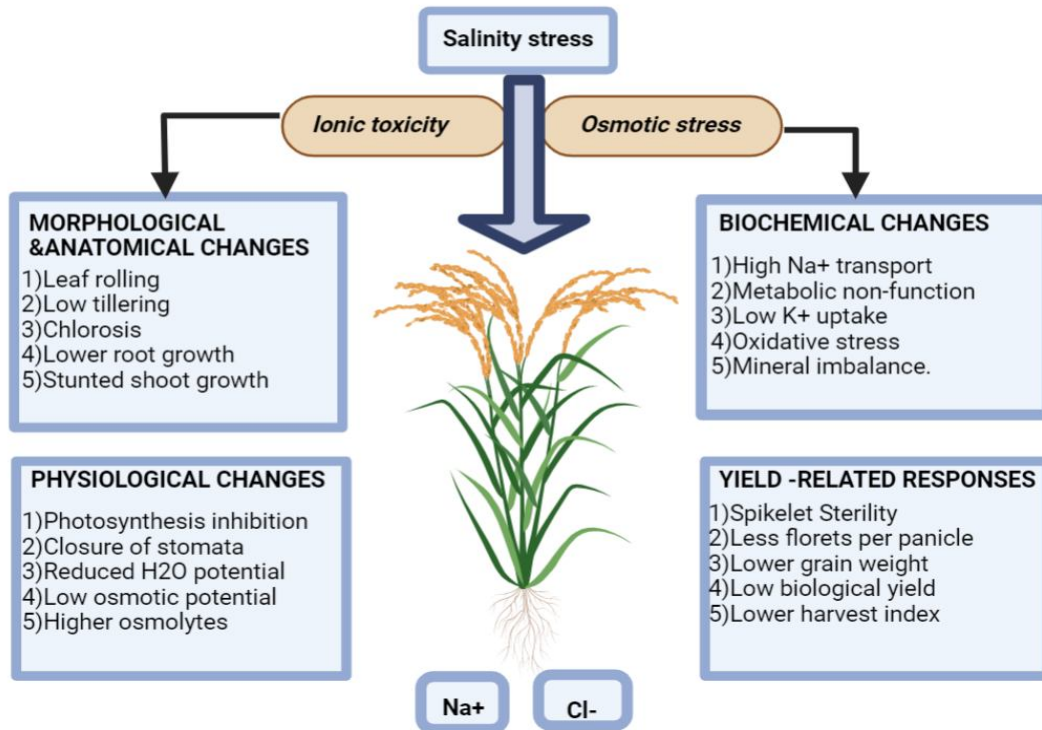 Salinity stress
Ionic toxicity
Osmotic stress
MORPHOLOGICAL
&ANATOMICAL CHANGES
1)Leaf rolling
2)Low tillering
3)Chlorosis
4)Lower root growth
5)Stunted shoot growth
BIOCHEMICAL CHANGES
1)High Na+ transport
2)Metabolic non-function
3)Low K+ uptake
4)Oxidative stress
5)Mineral imbalance.
PHYSIOLOGICAL CHANGES
1)Photosynthesis inhibition
2)Closure of stomata
3)Reduced H2O potential
4)Low osmotic potential
5)Higher osmolytes
YIELD -RELATED RESPONSES
1)Spikelet Sterility
2)Less florets per panicle
3)Lower grain weight
4)Low biological yield
5)Lower harvest index
Na+
Cl-